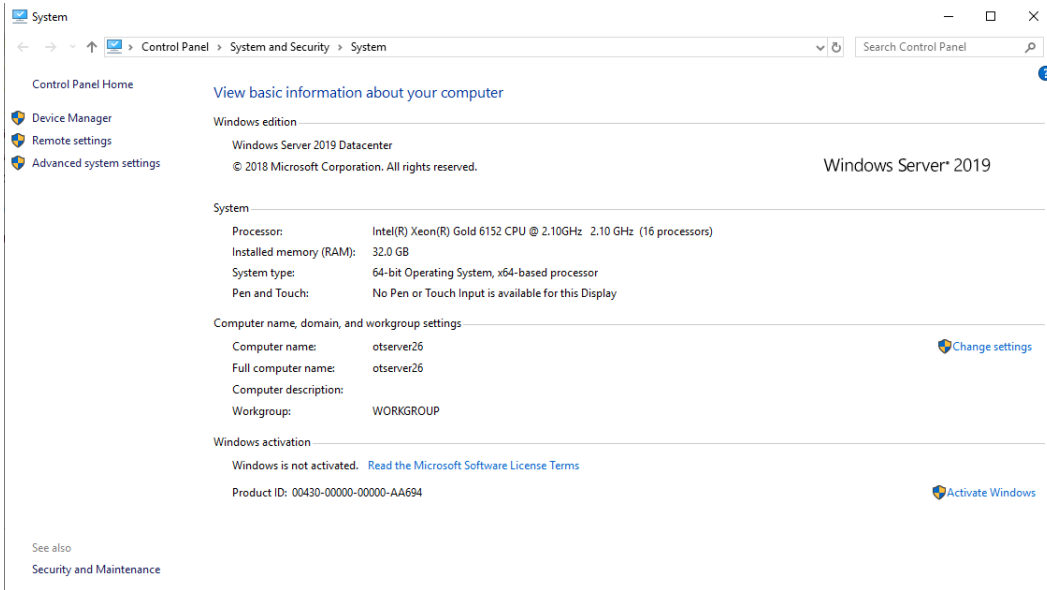 System
Control Panel > System and Security > System
Search Control Panel
Control Panel Home
Device Manager
Remote settings
Advanced system settings
View basic information about your computer
Windows edition
Windows Server 2019 Datacenter
© 2018 Microsoft Corporation. All rights reserved.
Windows Server® 2019
System
Processor: Intel(R) Xeon(R) Gold 6152 CPU @ 2.10GHz 2.10 GHz (16 processors)
Installed memory (RAM): 32.0 GB
System type: 64-bit Operating System, x64-based processor
Pen and Touch: No Pen or Touch Input is available for this Display
Computer name, domain, and workgroup settings
Computer name: otserver26
Change settings
Full computer name: otserver26
Computer description:
Workgroup: WORKGROUP
Windows activation
Windows is not activated. Read the Microsoft Software License Terms
Product ID: 00430-00000-00000-AA694
Activate Windows
See also
Security and Maintenance